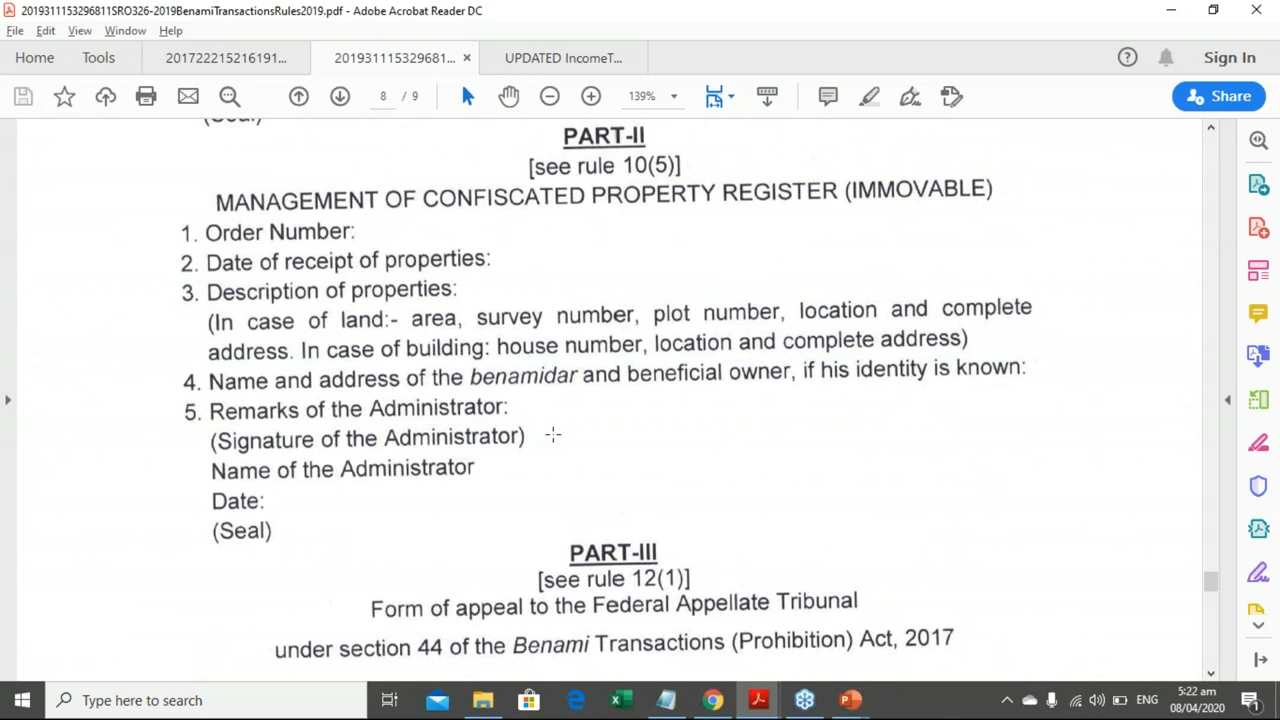 201931115329681​1SRO326-2019BenamiTransactionsRules2019.pdf - Adobe Acrobat Reader DC
File Edit View Window Help
Home Tools 201722215216191... 201931115329681... × UPDATED IncomeT... Sign In
8 / 9 139% Share
(Seal)
PART-II
[see rule 10(5)]
MANAGEMENT OF CONFISCATED PROPERTY REGISTER (IMMOVABLE)
1. Order Number:
2. Date of receipt of properties:
3. Description of properties:
(In case of land:- area, survey number, plot number, location and complete
address. In case of building: house number, location and complete address)
4. Name and address of the benamidar and beneficial owner, if his identity is known:
5. Remarks of the Administrator:
(Signature of the Administrator)
Name of the Administrator
Date:
(Seal)
PART-III
[see rule 12(1)]
Form of appeal to the Federal Appellate Tribunal
under section 44 of the Benami Transactions (Prohibition) Act, 2017
Type here to search
ENG
5:22 am
08/04/2020
1